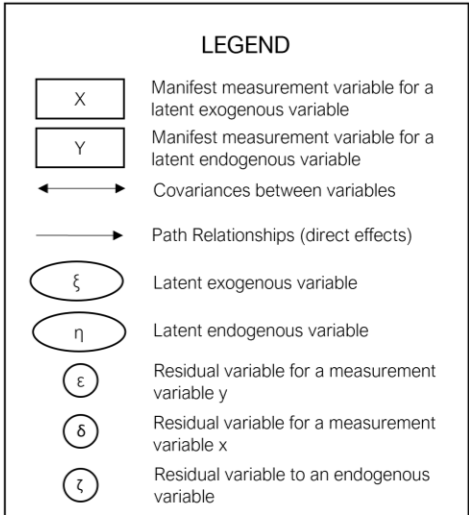 LEGEND
X
Manifest measurement variable for a
latent exogenous variable
Y
Manifest measurement variable for a
latent endogenous variable
Covariances between variables
Path Relationships (direct effects)
ξ
Latent exogenous variable
η
Latent endogenous variable
ε
Residual variable for a measurement
variable y
δ
Residual variable for a measurement
variable x
ζ
Residual variable to an endogenous
variable